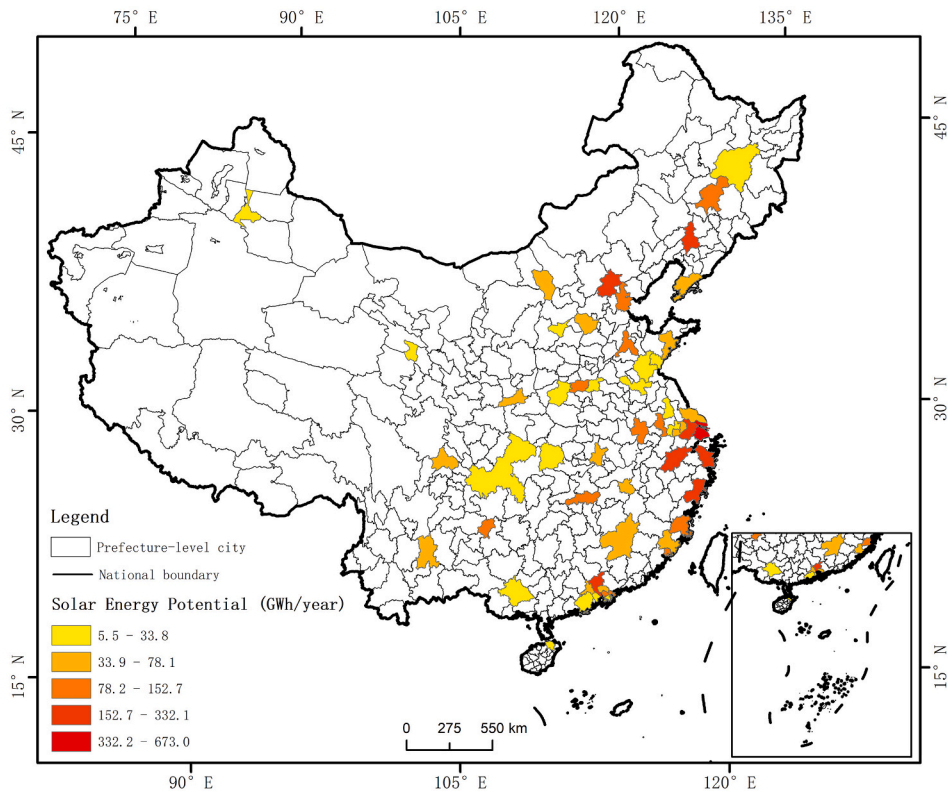 75° E 90° E 105° E 120° E 135° E
45° N
45° N
30° N
30° N
15° N
15° N
Legend
Prefecture-level city
National boundary
Solar Energy Potential (GWh/year)
5.5 - 33.8
33.9 - 78.1
78.2 - 152.7
152.7 - 332.1
332.2 - 673.0
0 275 550 km
90° E 105° E 120° E